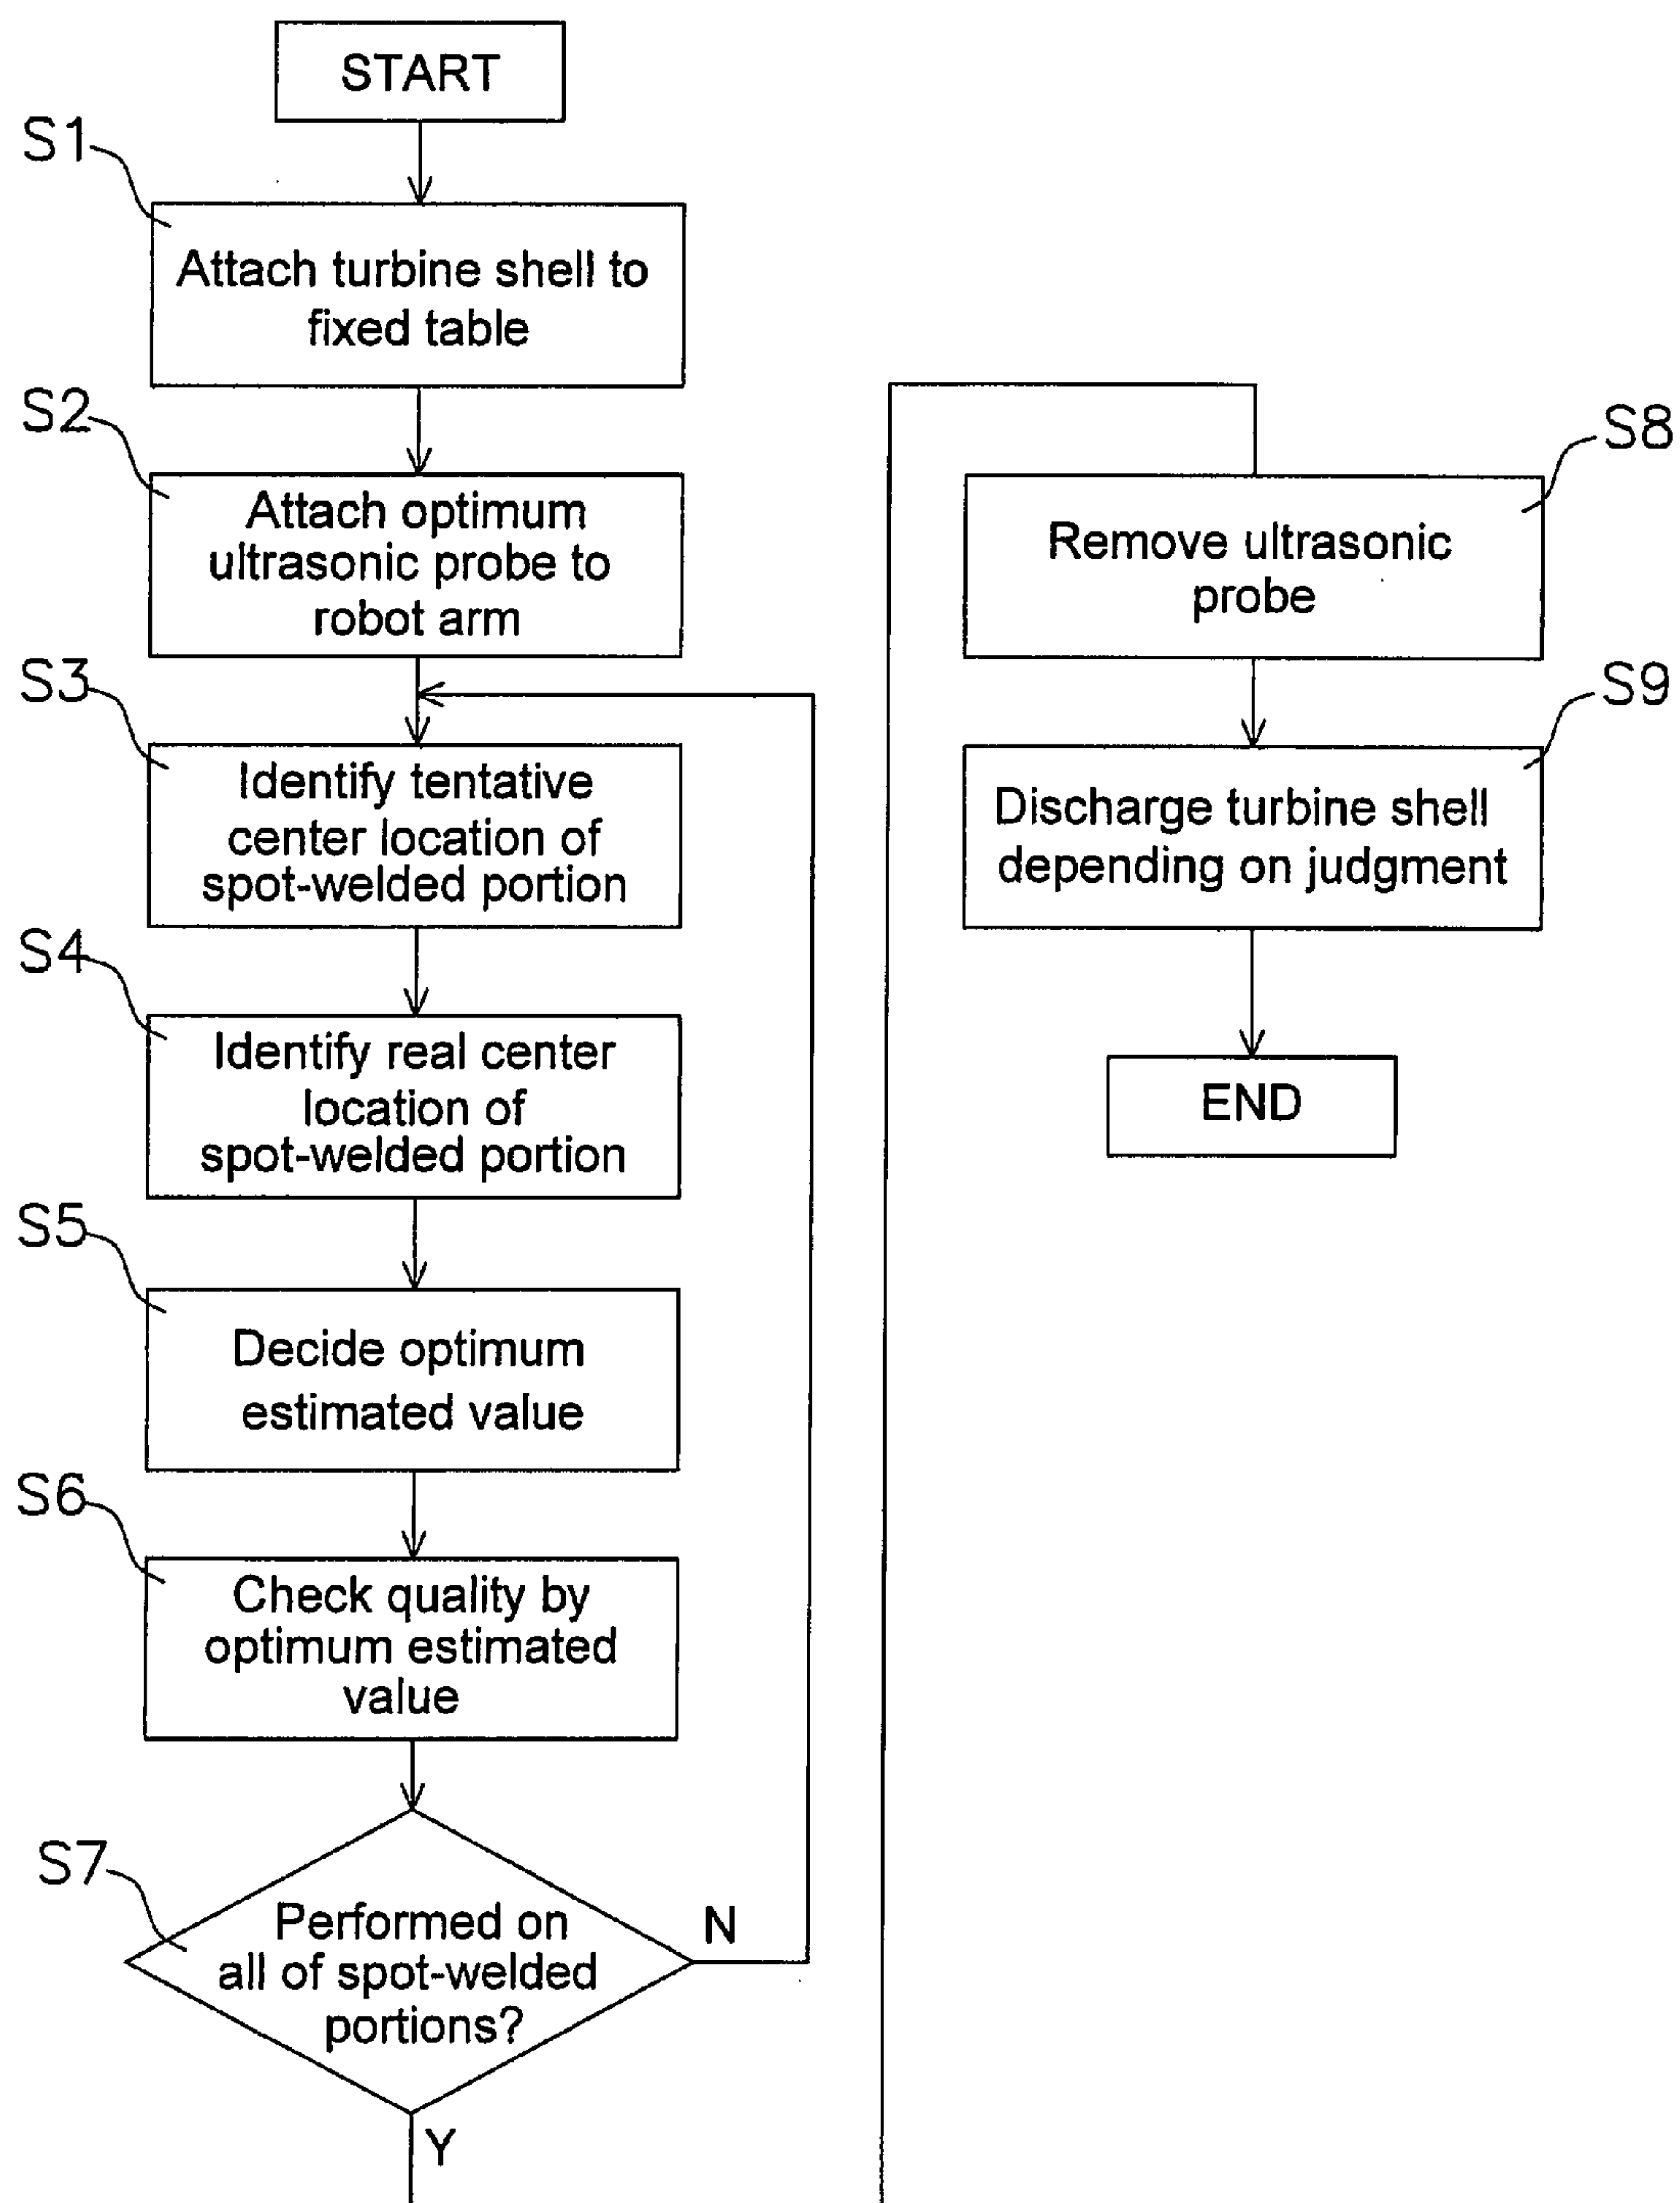 START
S1
Attach turbine shell to
fixed table
S2
Attach optimum
ultrasonic probe to
robot arm
S3
Identify tentative
center location of
spot-welded portion
S4
Identify real center
location of
spot-welded portion
S5
Decide optimum
estimated value
S6
Check quality by
optimum estimated
value
S7
Performed on
all of spot-welded
portions?
N
Y
S8
Remove ultrasonic
probe
S9
Discharge turbine shell
depending on judgment
END